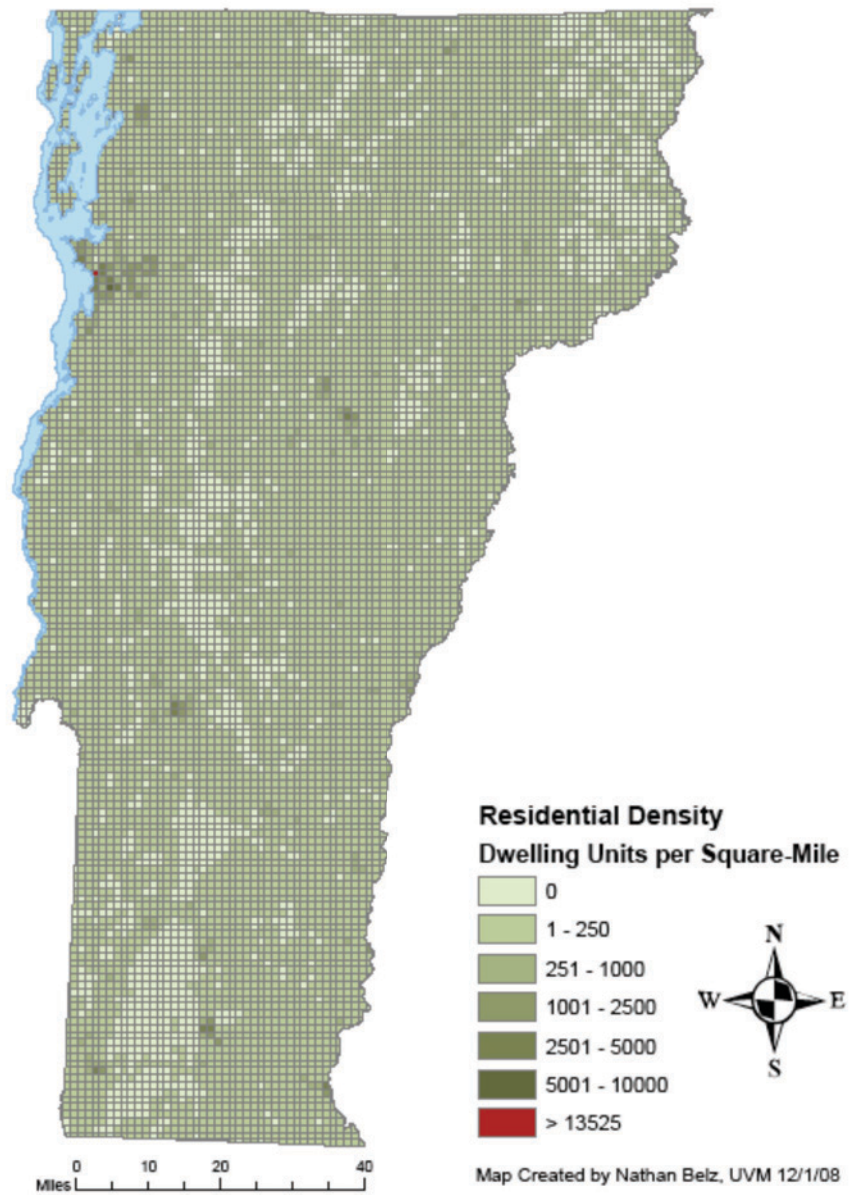 Residential Density
Dwelling Units per Square-Mile
0
1 - 250
251 - 1000
1001 - 2500
2501 - 5000
5001 - 10000
> 13525
N
W E
S
0 10 20 40
Miles
Map Created by Nathan Belz, UVM 12/1/08